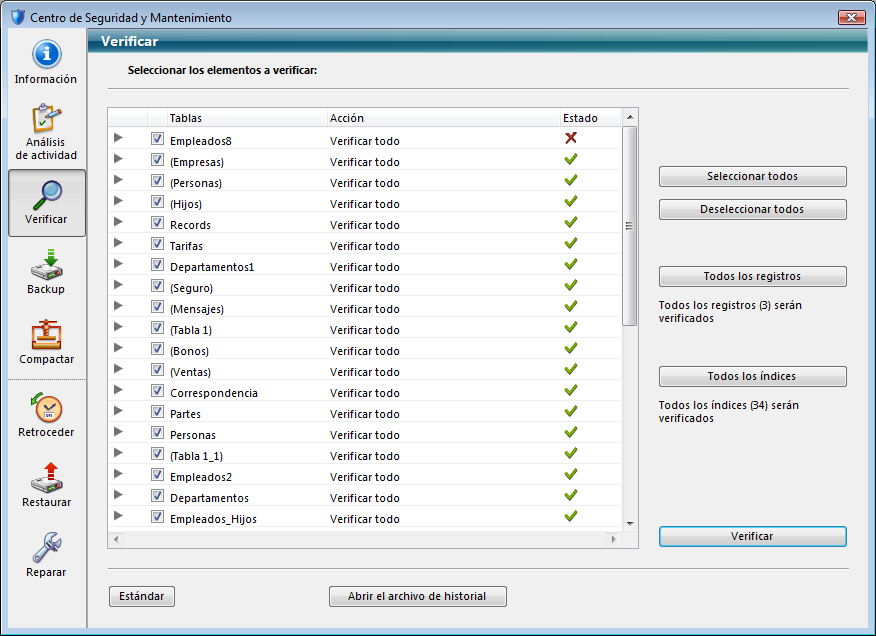 Centro de Seguridad y Mantenimiento
Información
Análisis
de actividad
Verificar
Backup
Compactar
Retroceder
Restaurar
Reparar
Verificar
Seleccionar los elementos a verificar:
Tablas Acción Estado
Empleados8 Verificar todo
(Empresas) Verificar todo
(Personas) Verificar todo
(Hijos) Verificar todo
Records Verificar todo
Tarifas Verificar todo
Departamentos1 Verificar todo
(Seguro) Verificar todo
(Mensajes) Verificar todo
(Tabla 1) Verificar todo
(Bonos) Verificar todo
(Ventas) Verificar todo
Correspondencia Verificar todo
Partes Verificar todo
Personas Verificar todo
(Tabla 1_1) Verificar todo
Empleados2 Verificar todo
Departamentos Verificar todo
Empleados_Hijos Verificar todo
Seleccionar todos
Deseleccionar todos
Todos los registros
Todos los registros (3) serán
verificados
Todos los índices
Todos los índices (34) serán
verificados
Verificar
Estándar
Abrir el archivo de historial